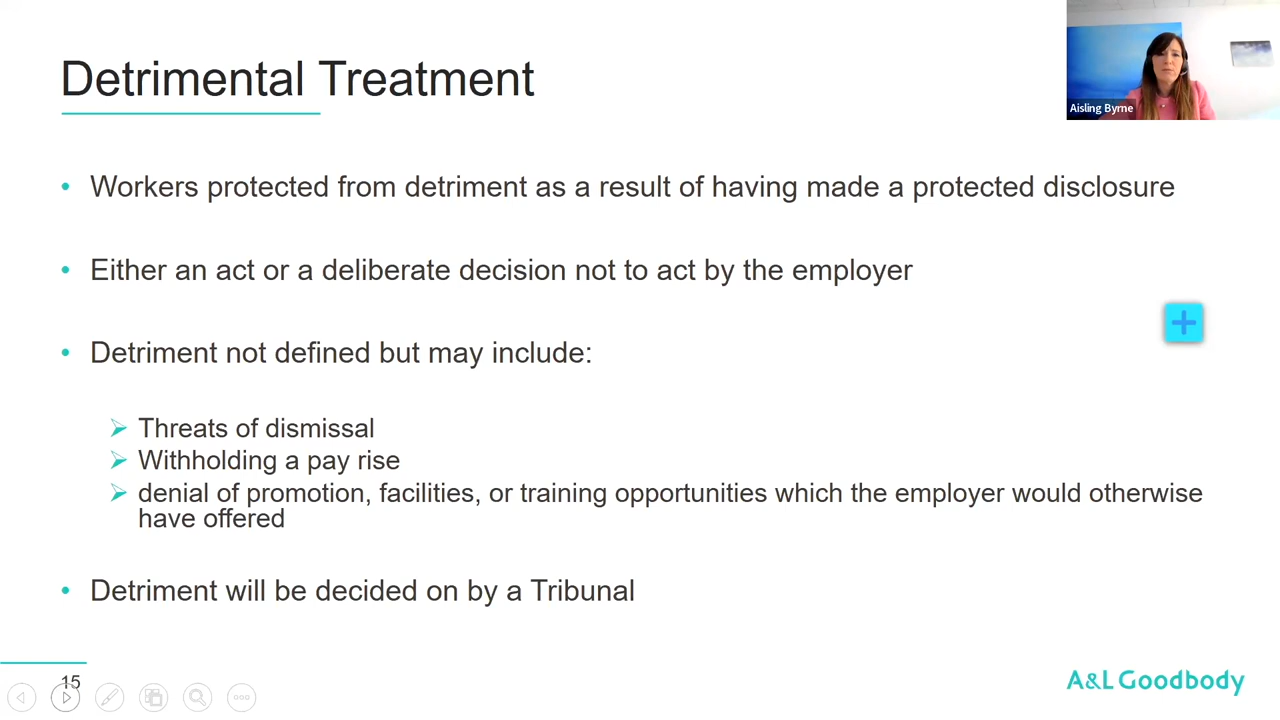 Detrimental Treatment
Aisling Byrne
• Workers protected from detriment as a result of having made a protected disclosure
• Either an act or a deliberate decision not to act by the employer
• Detriment not defined but may include:
➢ Threats of dismissal
➢ Withholding a pay rise
➢ denial of promotion, facilities, or training opportunities which the employer would otherwise
have offered
• Detriment will be decided on by a Tribunal
15
A&L Goodbody